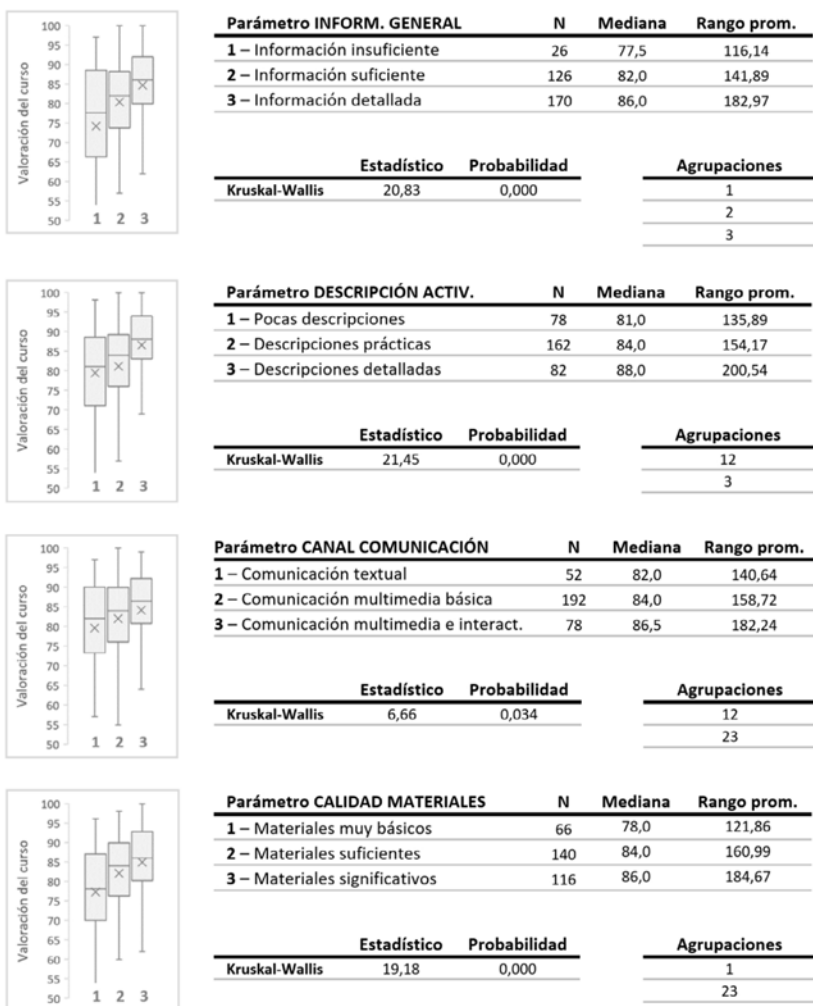 Valoración del curso
100
95
90
85
80
75
70
65
60
55
50
1 2 3
Parámetro INFORM. GENERAL N Mediana Rango prom.
1 – Información insuficiente 26 77,5 116,14
2 – Información suficiente 126 82,0 141,89
3 – Información detallada 170 86,0 182,97
Estadístico Probabilidad
Kruskal-Wallis 20,83 0,000
Agrupaciones
1
2
3
Valoración del curso
100
95
90
85
80
75
70
65
60
55
50
1 2 3
Parámetro DESCRIPCIÓN ACTIV. N Mediana Rango prom.
1 – Pocas descripciones 78 81,0 135,89
2 – Descripciones prácticas 162 84,0 154,17
3 – Descripciones detalladas 82 88,0 200,54
Estadístico Probabilidad
Kruskal-Wallis 21,45 0,000
Agrupaciones
12
3
Valoración del curso
100
95
90
85
80
75
70
65
60
55
50
1 2 3
Parámetro CANAL COMUNICACIÓN N Mediana Rango prom.
1 – Comunicación textual 52 82,0 140,64
2 – Comunicación multimedia básica 192 84,0 158,72
3 – Comunicación multimedia e interact. 78 86,5 182,24
Estadístico Probabilidad
Kruskal-Wallis 6,66 0,034
Agrupaciones
12
23
Valoración del curso
100
95
90
85
80
75
70
65
60
55
50
1 2 3
Parámetro CALIDAD MATERIALES N Mediana Rango prom.
1 – Materiales muy básicos 66 78,0 121,86
2 – Materiales suficientes 140 84,0 160,99
3 – Materiales significativos 116 86,0 184,67
Estadístico Probabilidad
Kruskal-Wallis 19,18 0,000
Agrupaciones
1
23